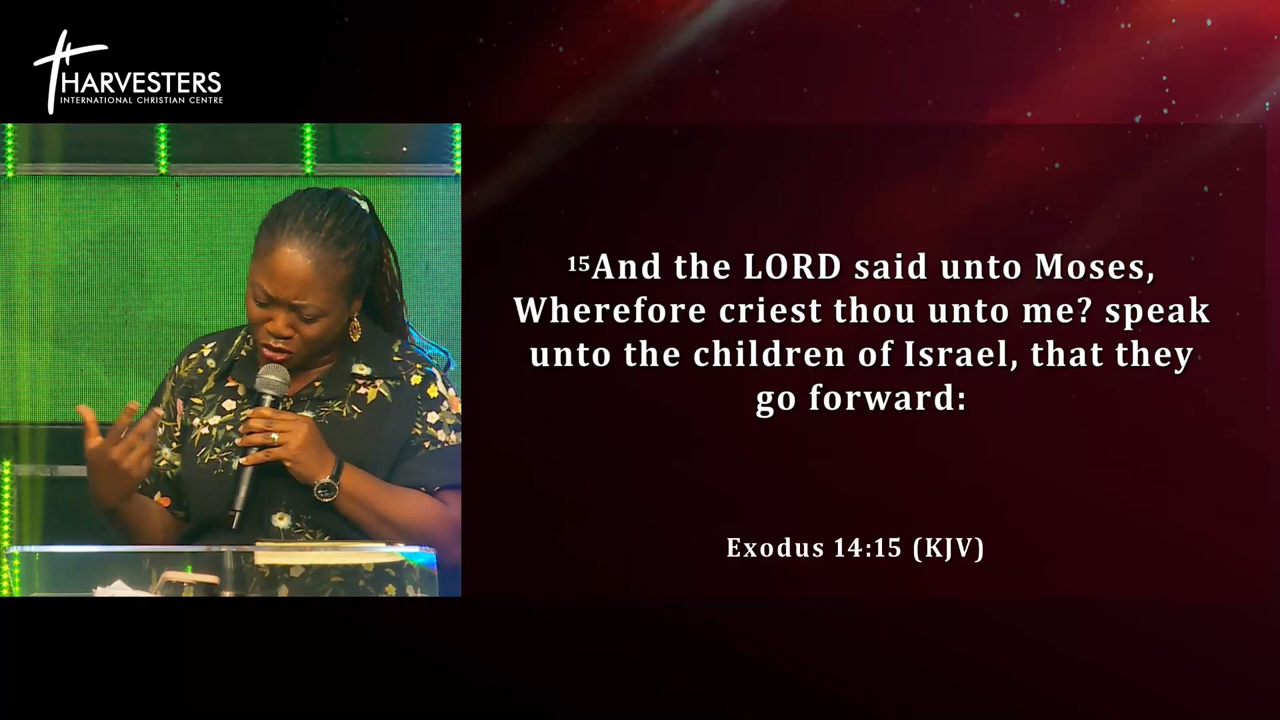 HARVESTERS
INTERNATIONAL CHRISTIAN CENTRE
15And the LORD said unto Moses,
Wherefore criest thou unto me? speak
unto the children of Israel, that they
go forward:
Exodus 14:15 (KJV)